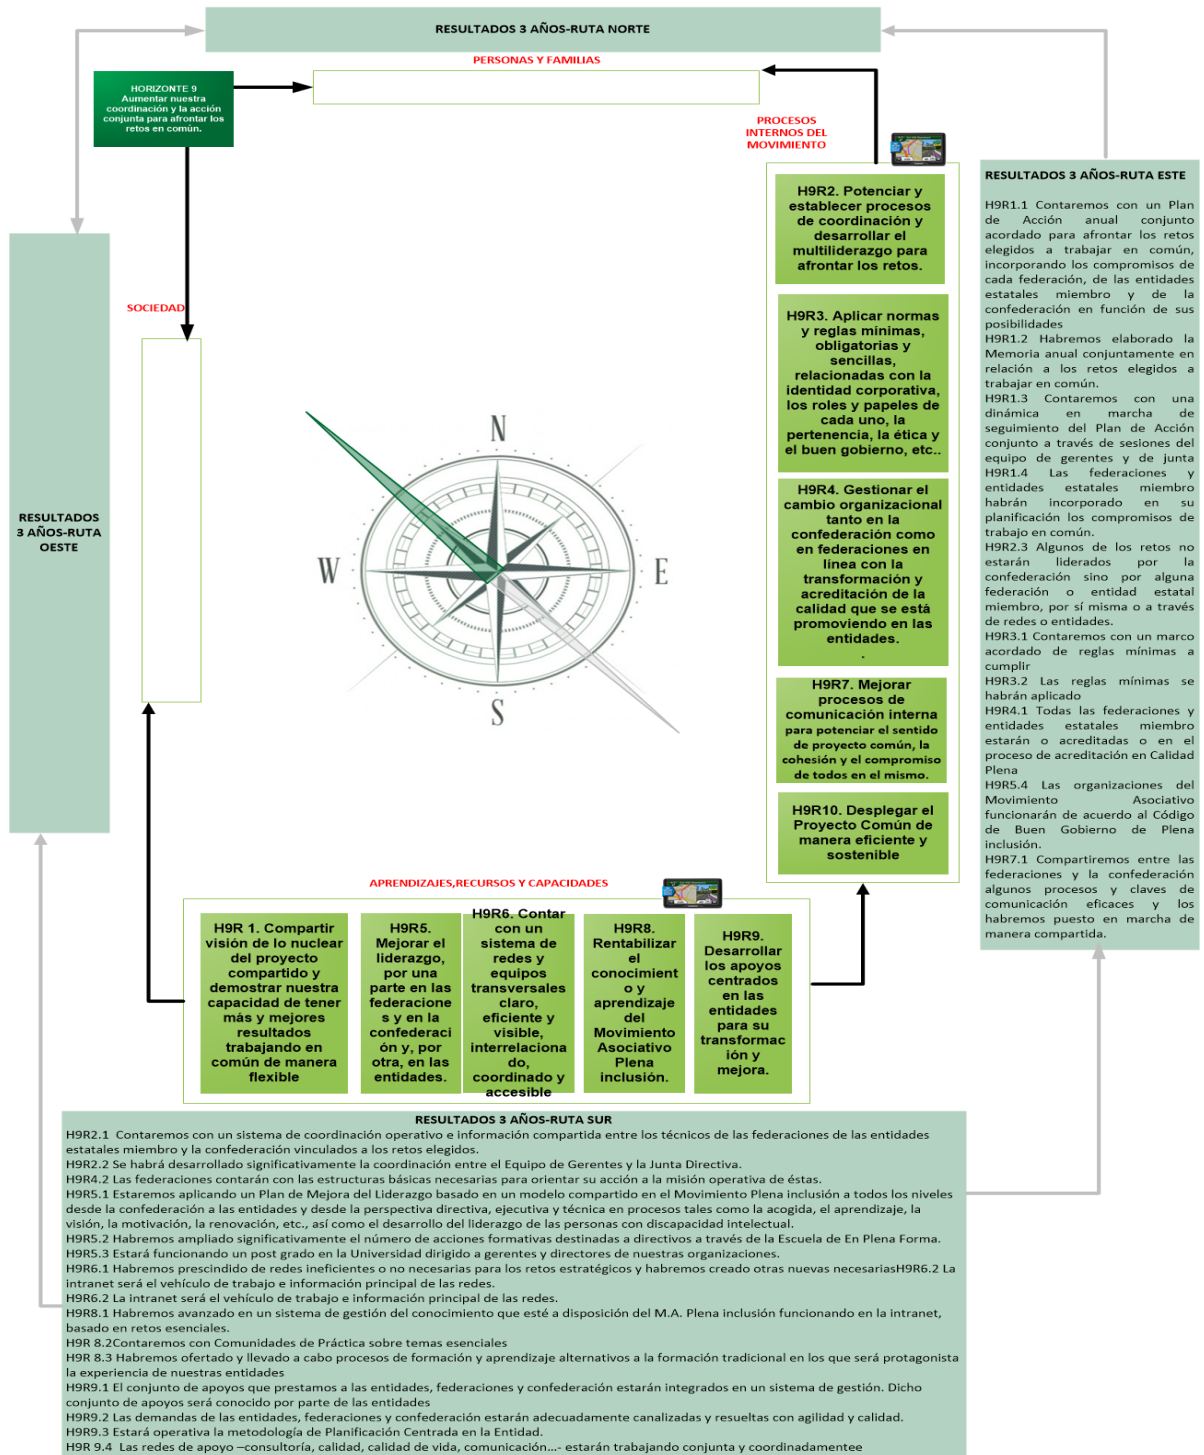 RESULTADOS 3 AÑOS-RUTA NORTE
PERSONAS Y FAMILIAS
HORIZONTE 9
Aumentar nuestra
coordinación y la acción
conjunta para afrontar los
retos en común.
PROCESOS
INTERNOS DEL
MOVIMIENTO
H9R2. Potenciar y
establecer procesos
de coordinación y
desarrollar el
multiliderazgo para
afrontar los retos.
H9R3. Aplicar normas
y reglas mínimas,
obligatorias y
sencillas,
relacionadas con la
identidad corporativa,
los roles y papeles de
cada uno, la
pertenencia, la ética y
el buen gobierno, etc..
H9R4. Gestionar el
cambio organizacional
tanto en la
confederación como
en federaciones en
línea con la
transformación y
acreditación de la
calidad que se está
promoviendo en las
entidades.
.
H9R7. Mejorar
procesos de
comunicación interna
para potenciar el sentido
de proyecto común, la
cohesión y el compromiso
de todos en el mismo.
H9R10. Desplegar el
Proyecto Común de
manera eficiente y
sostenible
RESULTADOS 3 AÑOS-RUTA ESTE
H9R1.1 Contaremos con un Plan
de Acción anual conjunto
acordado para afrontar los retos
elegidos a trabajar en común,
incorporando los compromisos de
cada federación, de las entidades
estatales miembro y de la
confederación en función de sus
posibilidades
H9R1.2 Habremos elaborado la
Memoria anual conjuntamente en
relación a los retos elegidos a
trabajar en común.
H9R1.3 Contaremos con una
dinámica en marcha de
seguimiento del Plan de Acción
conjunto a través de sesiones del
equipo de gerentes y de junta
H9R1.4 Las federaciones y
entidades estatales miembro
habrán incorporado en su
planificación los compromisos de
trabajo en común.
H9R2.3 Algunos de los retos no
estarán liderados por la
confederación sino por alguna
federación o entidad estatal
miembro, por sí misma o a través
de redes o entidades.
H9R3.1 Contaremos con un marco
acordado de reglas mínimas a
cumplir
H9R3.2 Las reglas mínimas se
habrán aplicado
H9R4.1 Todas las federaciones y
entidades estatales miembro
estarán o acreditadas o en el
proceso de acreditación en Calidad
Plena
H9R5.4 Las organizaciones del
Movimiento Asociativo
funcionarán de acuerdo al Código
de Buen Gobierno de Plena
inclusión.
H9R7.1 Compartiremos entre las
federaciones y la confederación
algunos procesos y claves de
comunicación eficaces y los
habremos puesto en marcha de
manera compartida.
SOCIEDAD
RESULTADOS
3 AÑOS-RUTA
OESTE
N
W
E
S
APRENDIZAJES,RECURSOS Y CAPACIDADES
H9R 1. Compartir
visión de lo nuclear
del proyecto
compartido y
demostrar nuestra
capacidad de tener
más y mejores
resultados
trabajando en
común de manera
flexible
H9R5.
Mejorar el
liderazgo,
por una
parte en las
federacione
s y en la
confederaci
ón y, por
otra, en las
entidades.
H9R6. Contar
con un
sistema de
redes y
equipos
transversales
claro,
eficiente y
visible,
interrelaciona
do,
coordinado y
accesible
H9R8.
Rentabilizar
el
conocimient
o y
aprendizaje
del
Movimiento
Asociativo
Plena
inclusión.
H9R9.
Desarrollar
los apoyos
centrados
en las
entidades
para su
transformac
ión y
mejora.
RESULTADOS 3 AÑOS-RUTA SUR
H9R2.1 Contaremos con un sistema de coordinación operativo e información compartida entre los técnicos de las federaciones de las entidades
estatales miembro y la confederación vinculados a los retos elegidos.
H9R2.2 Se habrá desarrollado significativamente la coordinación entre el Equipo de Gerentes y la Junta Directiva.
H9R4.2 Las federaciones contarán con las estructuras básicas necesarias para orientar su acción a la misión operativa de éstas.
H9R5.1 Estaremos aplicando un Plan de Mejora del Liderazgo basado en un modelo compartido en el Movimiento Plena inclusión a todos los niveles
desde la confederación a las entidades y desde la perspectiva directiva, ejecutiva y técnica en procesos tales como la acogida, el aprendizaje, la
visión, la motivación, la renovación, etc., así como el desarrollo del liderazgo de las personas con discapacidad intelectual.
H9R5.2 Habremos ampliado significativamente el número de acciones formativas destinadas a directivos a través de la Escuela de En Plena Forma.
H9R5.3 Estará funcionando un post grado en la Universidad dirigido a gerentes y directores de nuestras organizaciones.
H9R6.1 Habremos prescindido de redes ineficientes o no necesarias para los retos estratégicos y habremos creado otras nuevas necesariasH9R6.2 La
intranet será el vehículo de trabajo e información principal de las redes.
H9R6.2 La intranet será el vehículo de trabajo e información principal de las redes.
H9R8.1 Habremos avanzado en un sistema de gestión del conocimiento que esté a disposición del M.A. Plena inclusión funcionando en la intranet,
basado en retos esenciales.
H9R 8.2Contaremos con Comunidades de Práctica sobre temas esenciales
H9R 8.3 Habremos ofertado y llevado a cabo procesos de formación y aprendizaje alternativos a la formación tradicional en los que será protagonista
la experiencia de nuestras entidades
H9R9.1 El conjunto de apoyos que prestamos a las entidades, federaciones y confederación estarán integrados en un sistema de gestión. Dicho
conjunto de apoyos será conocido por parte de las entidades
H9R9.2 Las demandas de las entidades, federaciones y confederación estarán adecuadamente canalizadas y resueltas con agilidad y calidad.
H9R9.3 Estará operativa la metodología de Planificación Centrada en la Entidad.
H9R 9.4 Las redes de apoyo –consultoría, calidad, calidad de vida, comunicación...- estarán trabajando conjunta y coordinadamentee